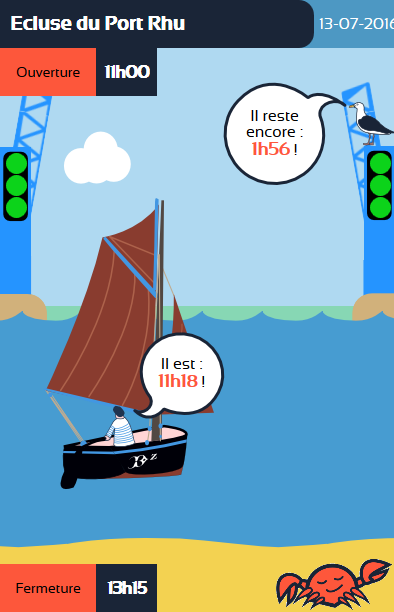 Ecluse du Port Rhu
13-07-2016
Ouverture 11h00
Il reste
encore :
1h56 !
Il est :
11h18 !
Fermeture 13h15